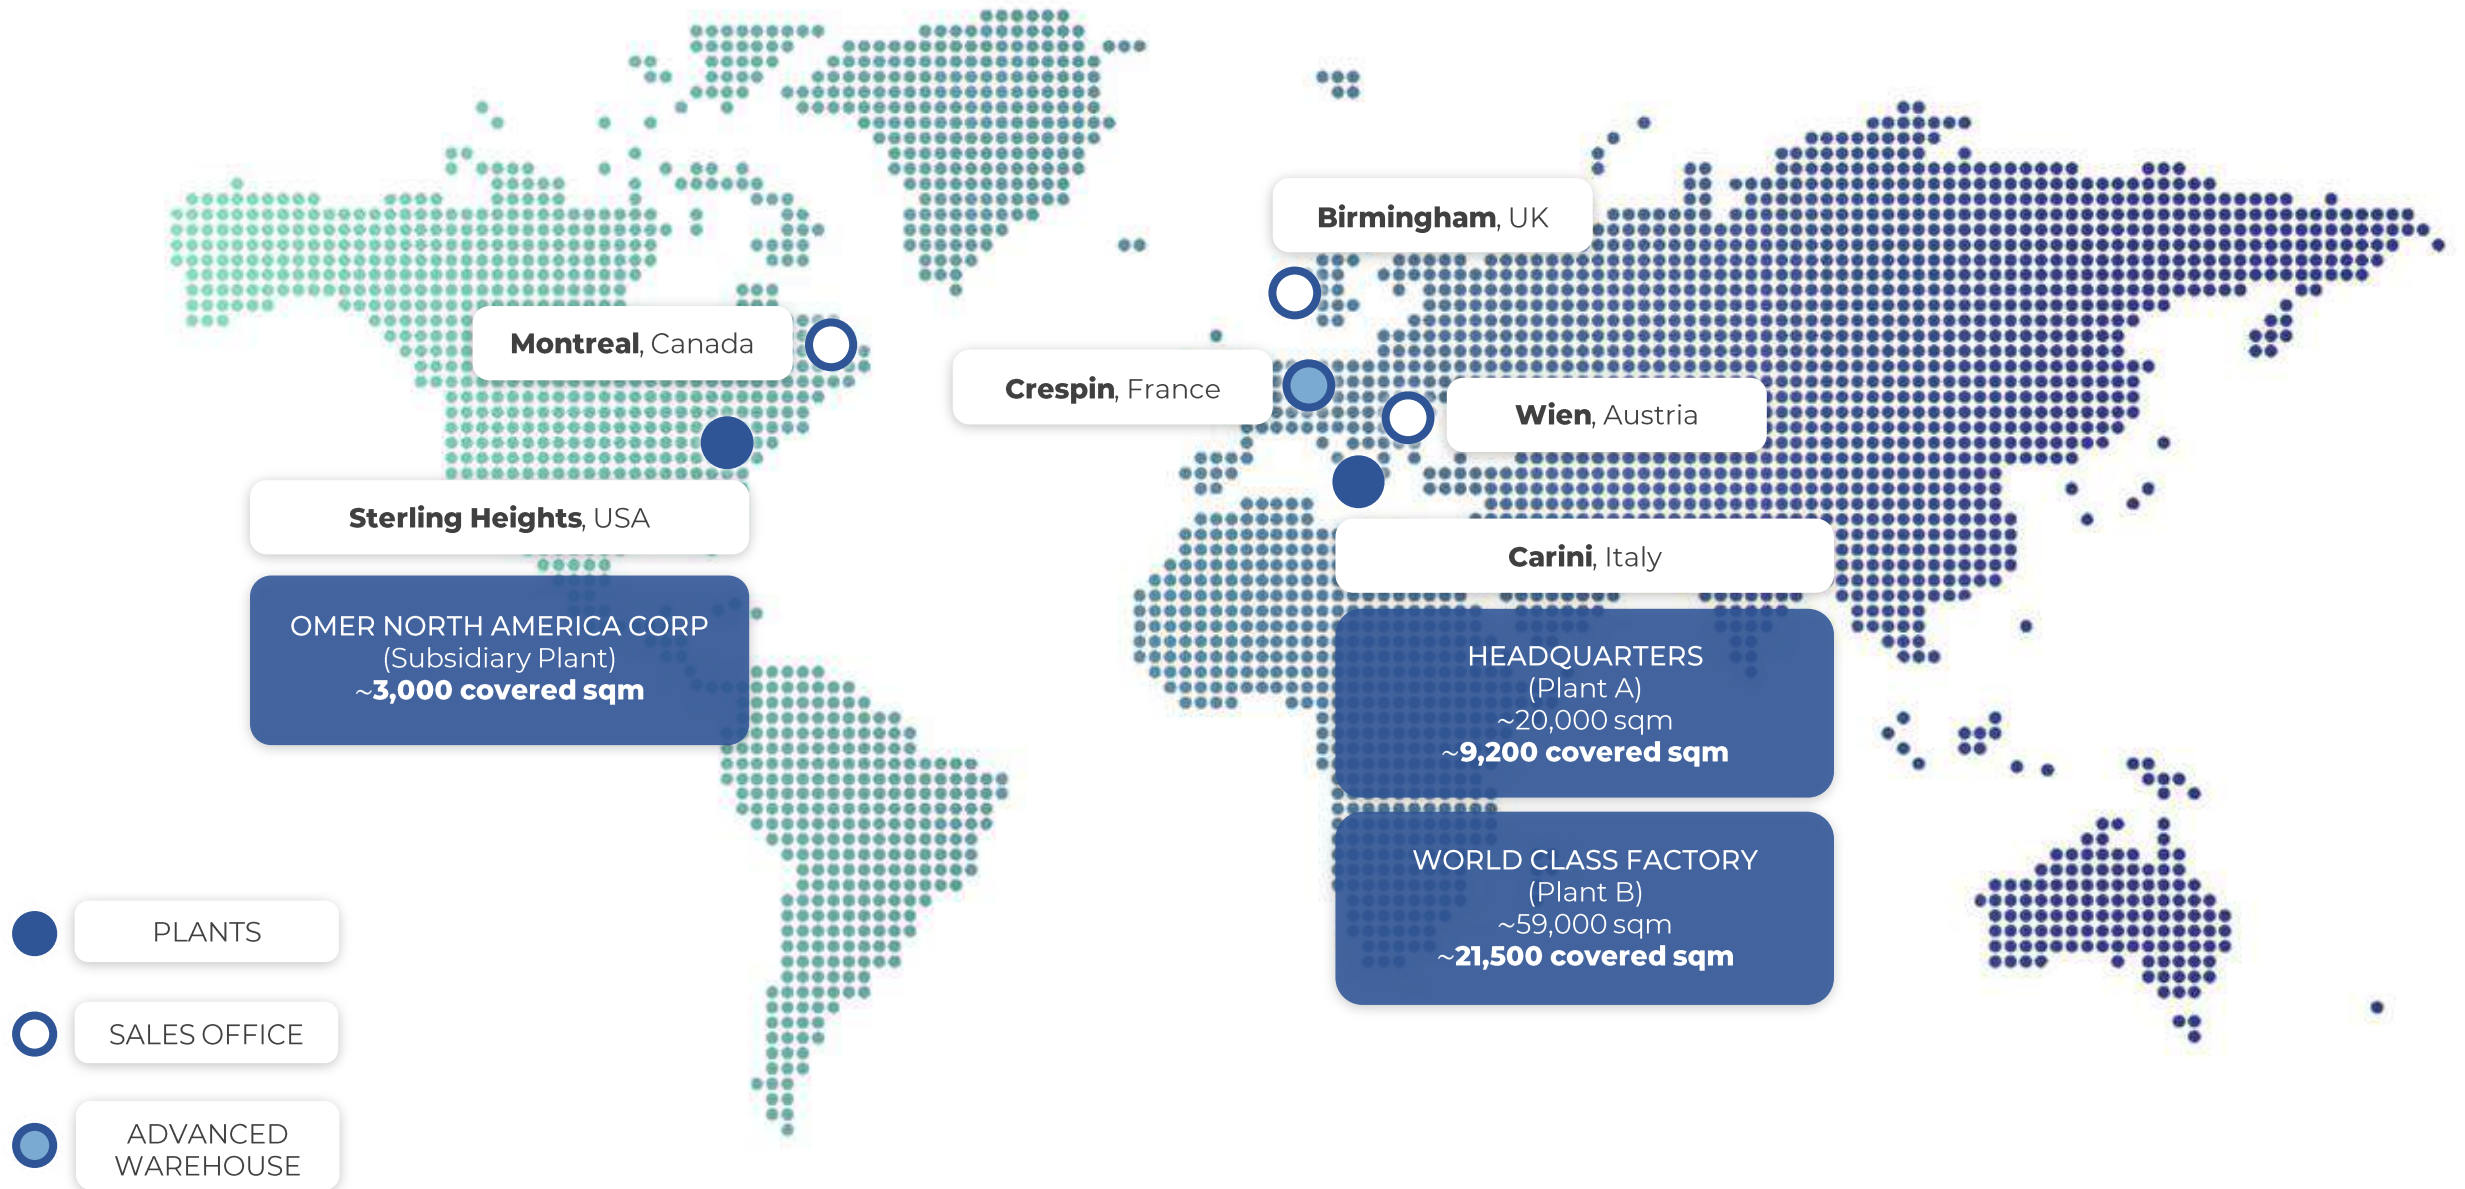 Birmingham, UK
Montreal, Canada
Crespin, France
Wien, Austria
Sterling Heights, USA
OMER NORTH AMERICA CORP
(Subsidiary Plant)
~3,000 covered sqm
Carini, Italy
HEADQUARTERS
(Plant A)
~20,000 sqm
~9,200 covered sqm
WORLD CLASS FACTORY
(Plant B)
~59,000 sqm
~21,500 covered sqm
PLANTS
SALES OFFICE
ADVANCED
WAREHOUSE